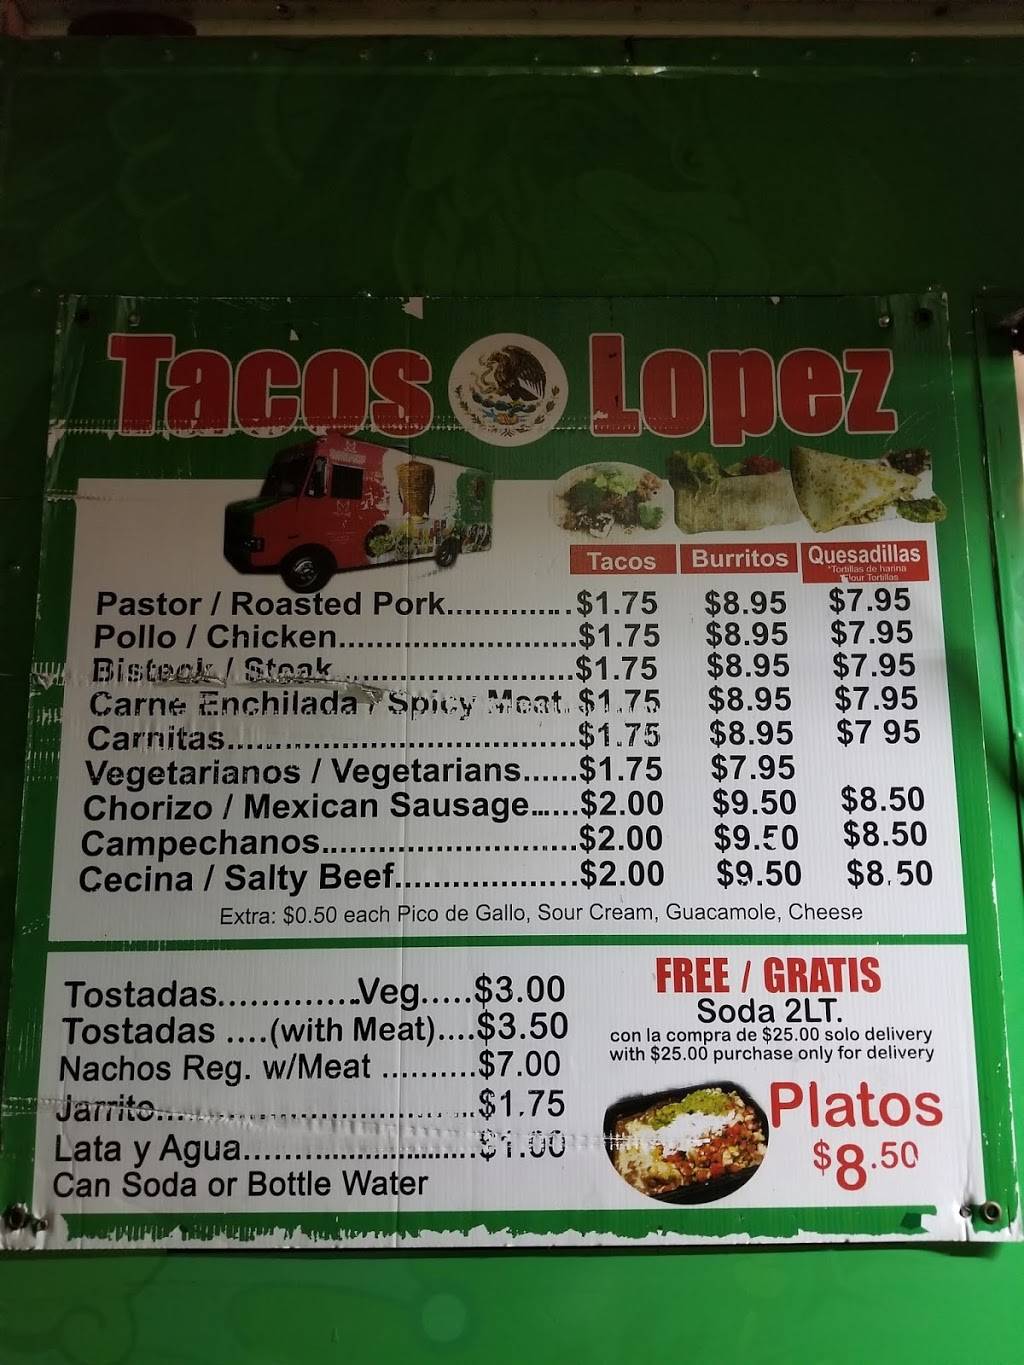 Tacos Lopez
Tacos Burritos Quesadillas
*Tortillas de harina
Flour Tortillas
Pastor / Roasted Pork..............$1.75 $8.95 $7.95
Pollo / Chicken..........................$1.75 $8.95 $7.95
Bisteck / Steak..........................$1.75 $8.95 $7.95
Carne Enchilada / Spicy Meat.$1.75 $8.95 $7.95
Carnitas.....................................$1.75 $8.95 $7 95
Vegetarianos / Vegetarians......$1.75 $7.95
Chorizo / Mexican Sausage......$2.00 $9.50 $8.50
Campechanos...........................$2.00 $9.50 $8.50
Cecina / Salty Beef...................$2.00 $9.50 $8.50
Extra: $0.50 each Pico de Gallo, Sour Cream, Guacamole, Cheese
Tostadas..............Veg.....$3.00
Tostadas ....(with Meat)....$3.50
Nachos Reg. w/Meat ..........$7.00
Jarrito..................................$1.75
Lata y Agua.........................$1.00
Can Soda or Bottle Water
FREE / GRATIS
Soda 2LT.
con la compra de $25.00 solo delivery
with $25.00 purchase only for delivery
Platos
$8.50